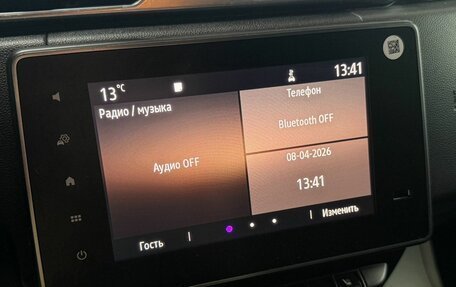 13°C 13:41
Радио / музыка
Аудио OFF
Телефон
Bluetooth OFF
08-04-2026
13:41
Гость
Изменить